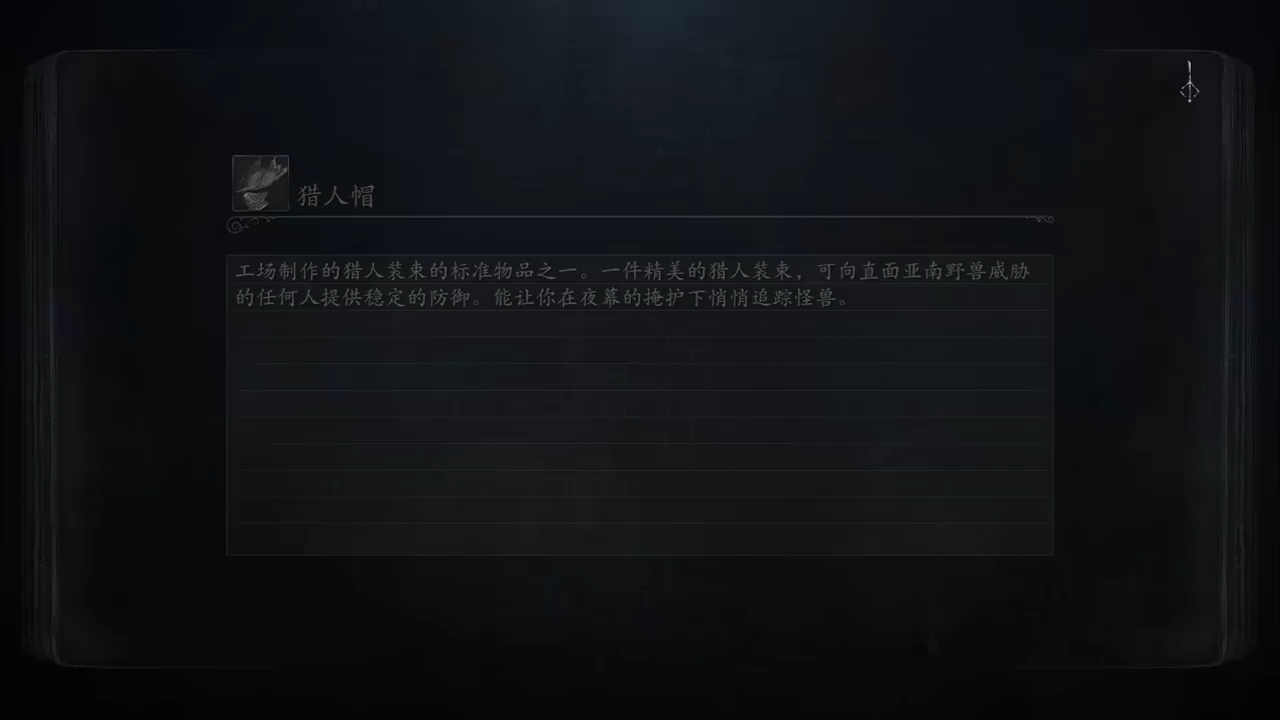 猎人帽
工场制作的猎人装束的标准物品之一。一件精美的猎人装束，可向直面亚南野兽威胁
的任何人提供稳定的防御。能让你在夜幕的掩护下悄悄追踪怪兽。